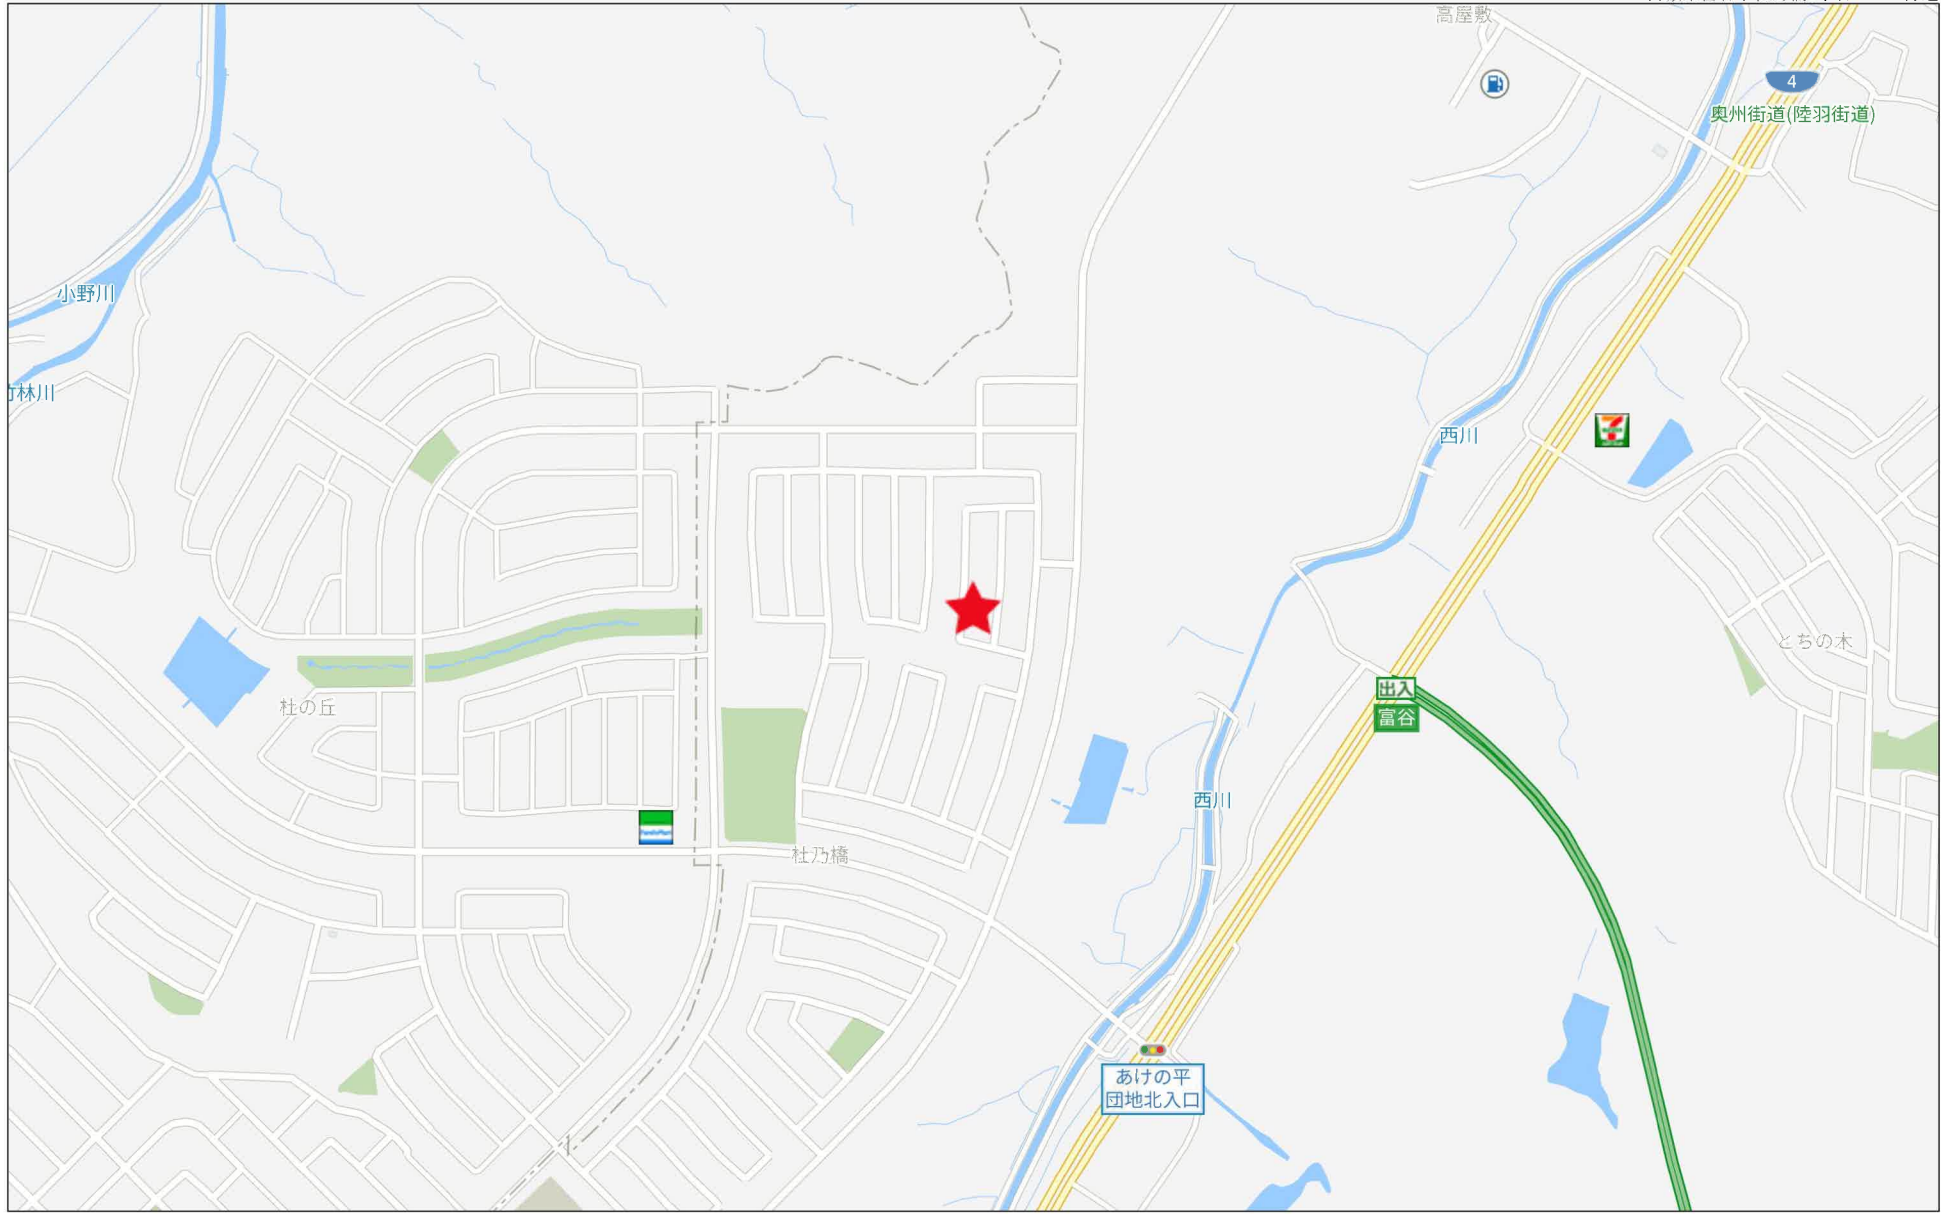 高屋敷
4
奥州街道(陸羽街道)
小野川
竹林川
西川
とちの木
出入
富谷
杜の丘
西川
FamilyMart
杜乃橋
あけの平
団地北入口